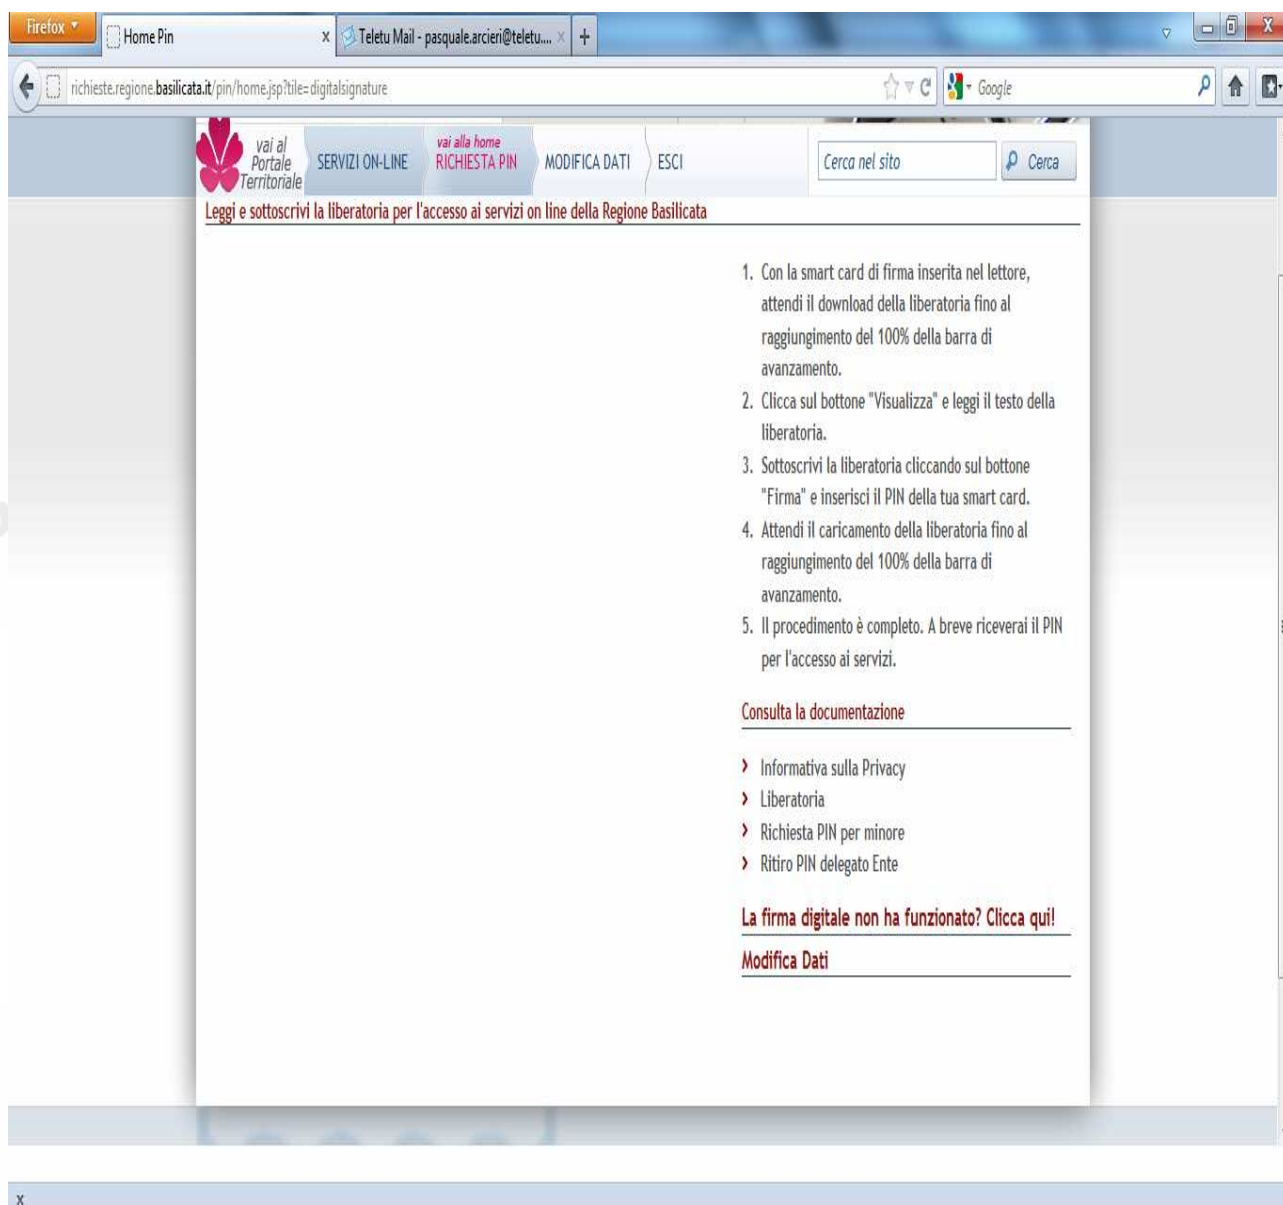 Firefox
Home Pin x
Teletu Mail - pasquale.arcieri@teletu.... x +
x
richieste.regione.basilicata.it/pin/home.jsp?tile=digitalsignature
Google
vai al
Portale
Territoriale
SERVIZI ON-LINE
vai alla home
RICHIESTA PIN
MODIFICA DATI
ESCI
Cerca nel sito
Cerca
Leggi e sottoscrivi la liberatoria per l'accesso ai servizi on line della Regione Basilicata
1. Con la smart card di firma inserita nel lettore,
attendi il download della liberatoria fino al
raggiungimento del 100% della barra di
avanzamento.
2. Clicca sul bottone "Visualizza" e leggi il testo della
liberatoria.
3. Sottoscrivi la liberatoria cliccando sul bottone
"Firma" e inserisci il PIN della tua smart card.
4. Attendi il caricamento della liberatoria fino al
raggiungimento del 100% della barra di
avanzamento.
5. Il procedimento è completo. A breve riceverai il PIN
per l'accesso ai servizi.
Consulta la documentazione
Informativa sulla Privacy
Liberatoria
Richiesta PIN per minore
Ritiro PIN delegato Ente
La firma digitale non ha funzionato? Clicca qui!
Modifica Dati
x